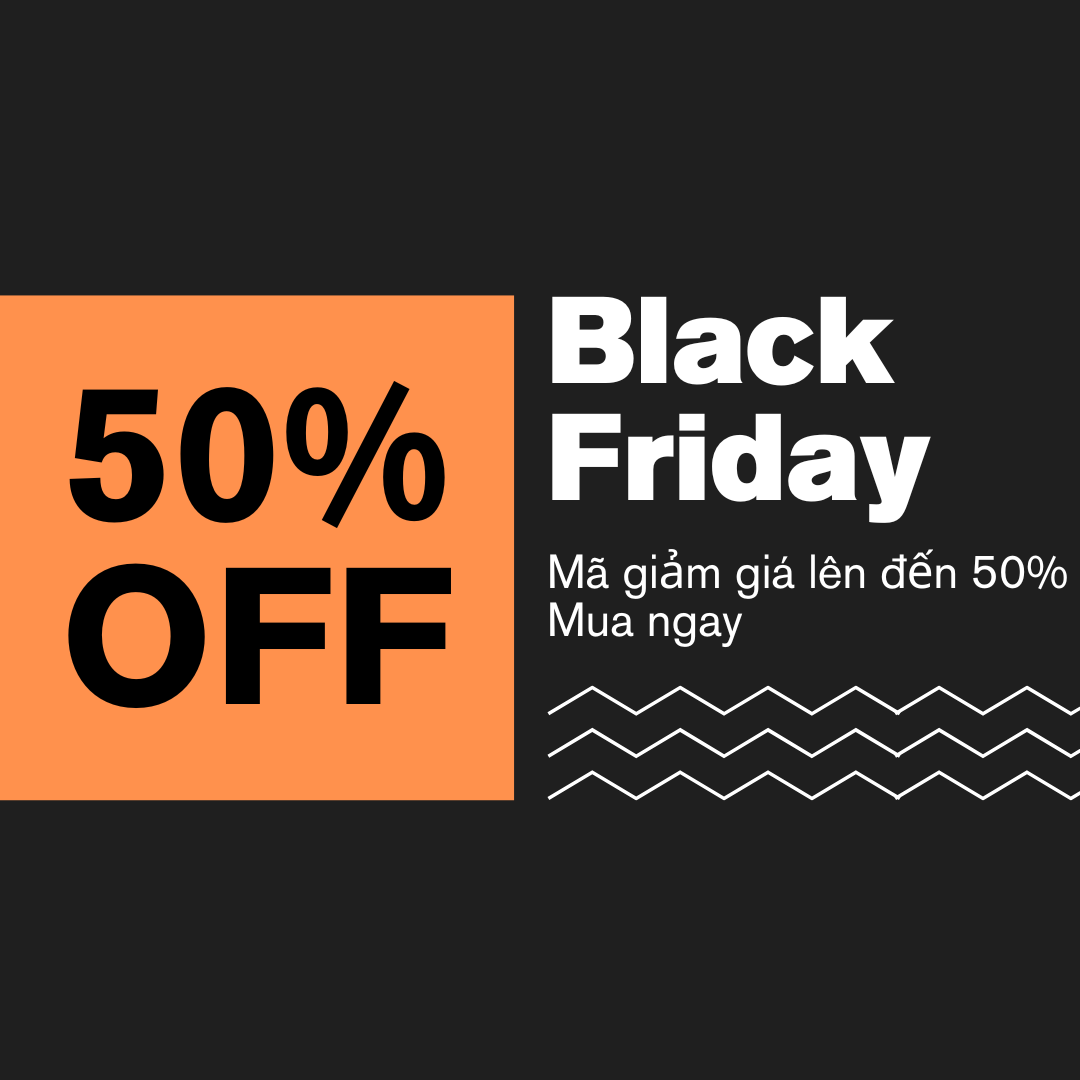 50%
OFF
Black
Friday
Mã giảm giá lên đến 50%
Mua ngay